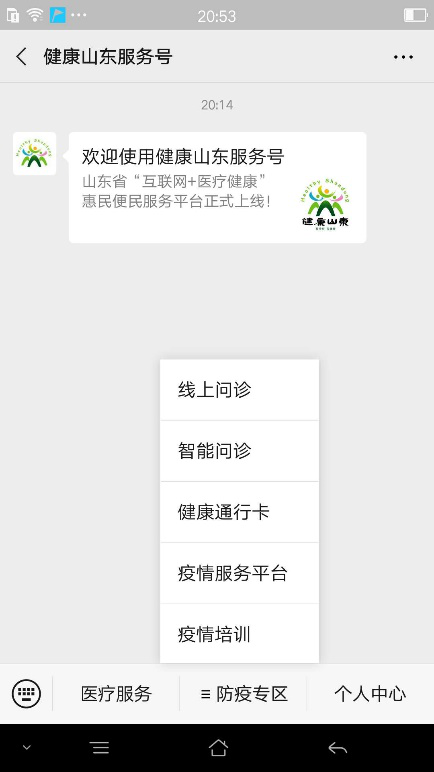 20:53
健康山东服务号
20:14
欢迎使用健康山东服务号
山东省“互联网+医疗健康”
惠民便民服务平台正式上线！
Healthy Shandong
健康山东
线上问诊
智能问诊
健康通行卡
疫情服务平台
疫情培训
医疗服务
防疫专区
个人中心